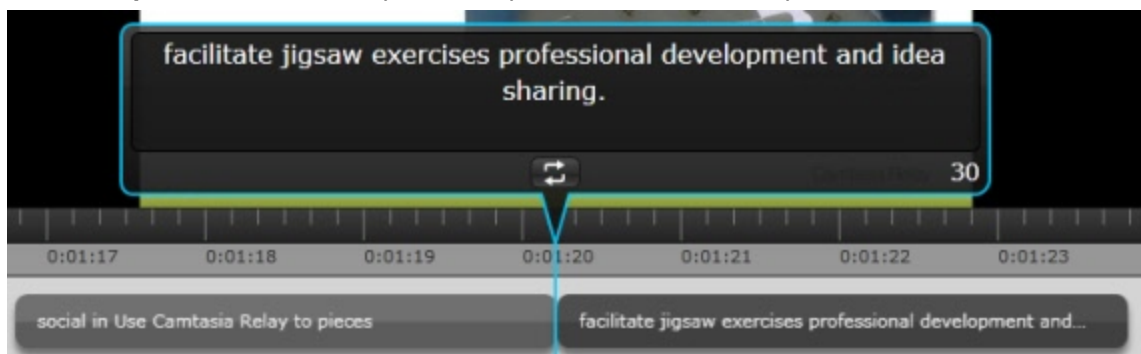 facilitate jigsaw exercises professional development and idea
sharing.
30
0:01:17 0:01:18 0:01:19 0:01:20 0:01:21 0:01:22 0:01:23
social in Use Camtasia Relay to pieces
facilitate jigsaw exercises professional development and...